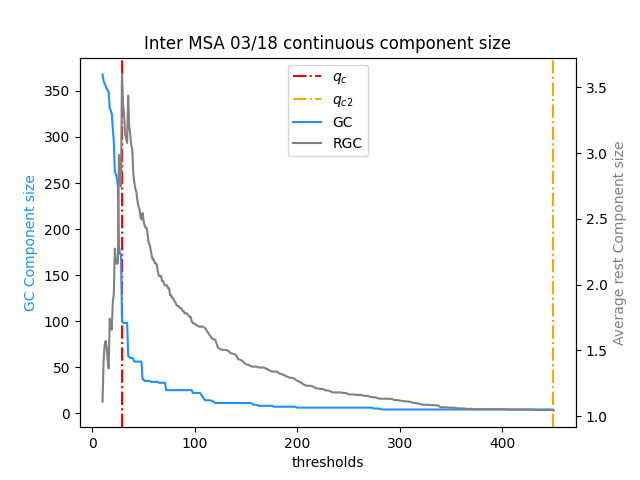 Inter MSA 03/18 continuous component size
q_c
q_{c2}
GC
RGC
GC Component size
350
300
250
200
150
100
50
0
Average rest Component size
3.5
3.0
2.5
2.0
1.5
1.0
0
100
200
300
400
thresholds